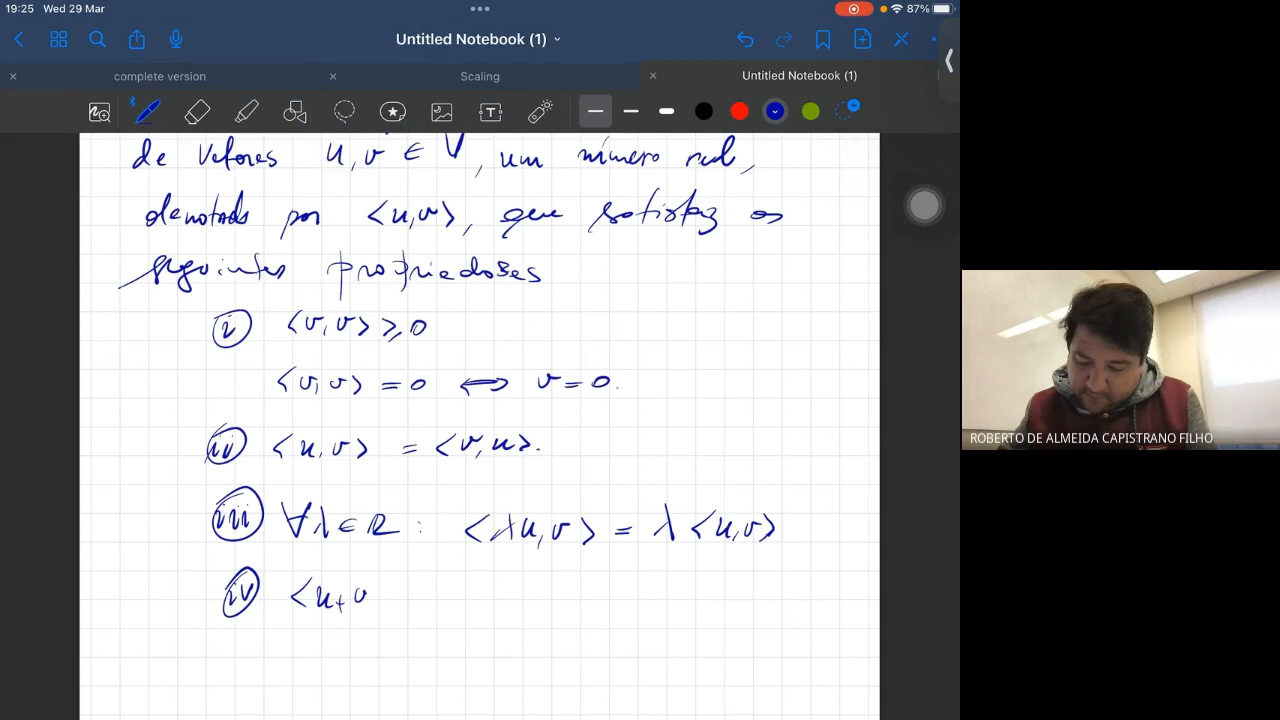 19:25 Wed 29 Mar
87%
Untitled Notebook (1)
complete version
Scaling
Untitled Notebook (1)
de vetores u, v ∈ V, um número real,
denotado por <u, v>, que satisfaz as
seguintes propriedades
i <v, v> ≥ 0
<v, v> = 0 ⟺ v = 0.
ii <u, v> = <v, u>.
iii ∀λ ∈ ℝ: <λu, v> = λ <u, v>
iv <u + v
ROBERTO DE ALMEIDA CAPISTRANO FILHO